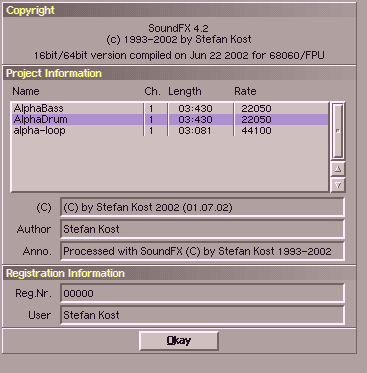 Copyright
SoundFX 4.2
(c) 1993-2002 by Stefan Kost
16bit/64bit version compiled on Jun 22 2002 for 68060/FPU
Project Information
Name Ch. Length Rate
AlphaBass 1 03:430 22050
AlphaDrum 1 03:430 22050
alpha-loop 1 03:081 44100
(C) (C) by Stefan Kost 2002 (01.07.02)
Author Stefan Kost
Anno. Processed with SoundFX (C) by Stefan Kost 1993-2002
Registration Information
Reg.Nr. 00000
User Stefan Kost
Okay